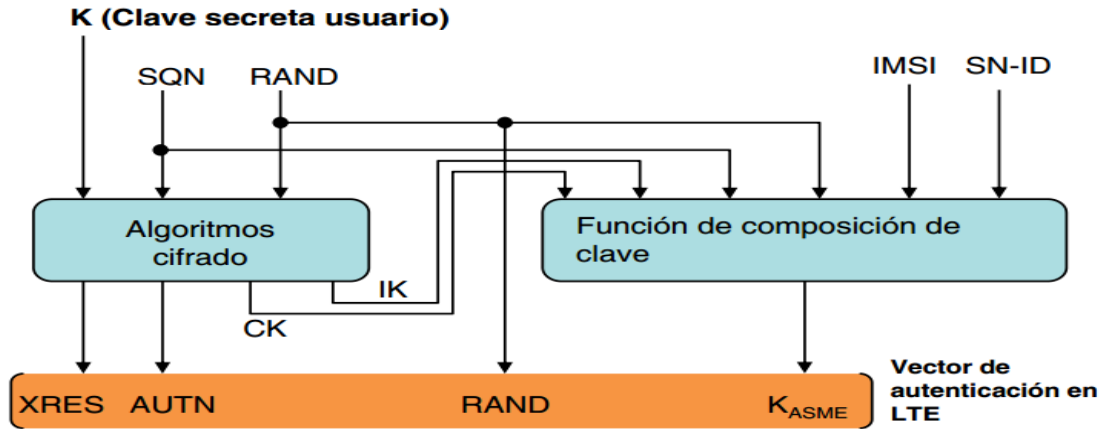 K (Clave secreta usuario)
SQN RAND
IMSI SN-ID
Algoritmos
cifrado
Función de composición de
clave
IK
CK
XRES AUTN RAND KASME
Vector de
autenticación en
LTE